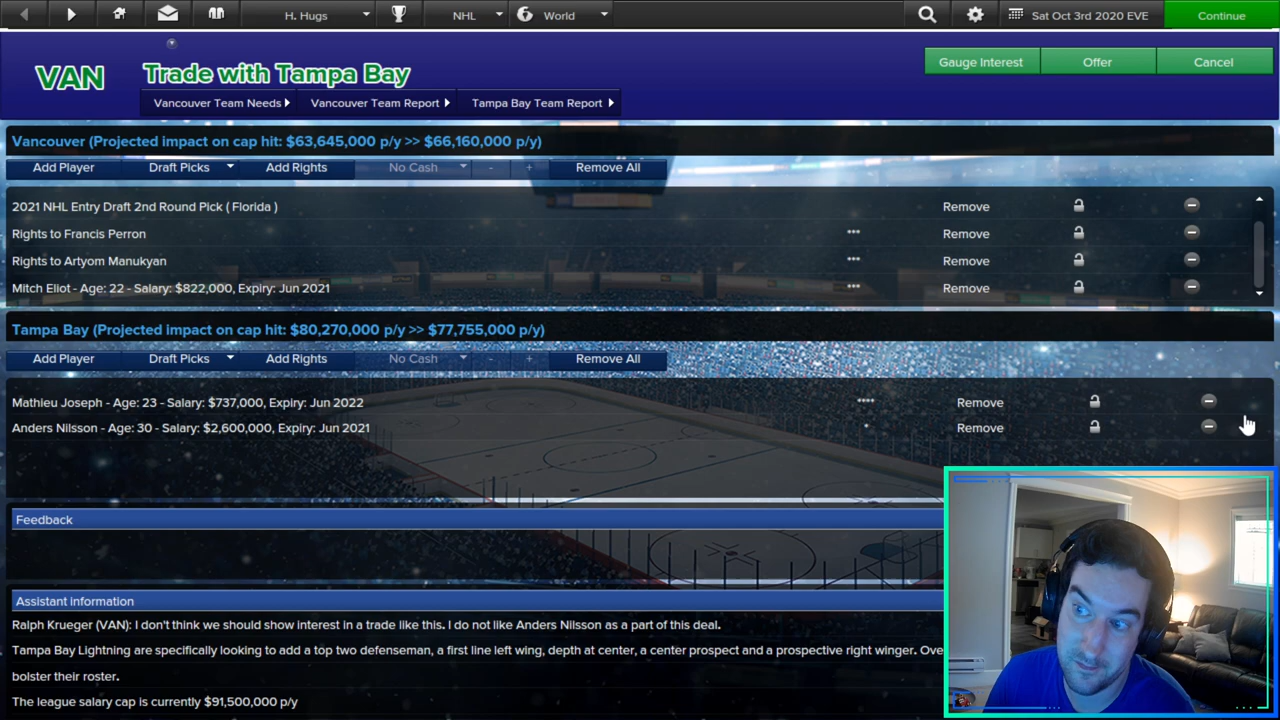 H. Hugs
NHL
World
Sat Oct 3rd 2020 EVE
Continue
VAN
Trade with Tampa Bay
Gauge Interest
Offer
Cancel
Vancouver Team Needs
Vancouver Team Report
Tampa Bay Team Report
Vancouver (Projected impact on cap hit: $63,645,000 p/y >> $66,160,000 p/y)
Add Player
Draft Picks
Add Rights
No Cash
-
+
Remove All
2021 NHL Entry Draft 2nd Round Pick ( Florida )
Remove
Rights to Francis Perron
***
Remove
Rights to Artyom Manukyan
***
Remove
Mitch Eliot - Age: 22 - Salary: $822,000, Expiry: Jun 2021
***
Remove
Tampa Bay (Projected impact on cap hit: $80,270,000 p/y >> $77,755,000 p/y)
Add Player
Draft Picks
Add Rights
No Cash
-
+
Remove All
Mathieu Joseph - Age: 23 - Salary: $737,000, Expiry: Jun 2022
****
Remove
Anders Nilsson - Age: 30 - Salary: $2,600,000, Expiry: Jun 2021
*
Remove
Feedback
Assistant information
Ralph Krueger (VAN): I don't think we should show interest in a trade like this. I do not like Anders Nilsson as a part of this deal.
Tampa Bay Lightning are specifically looking to add a top two defenseman, a first line left wing, depth at center, a center prospect and a prospective right winger. Ove
bolster their roster.
The league salary cap is currently $91,500,000 p/y